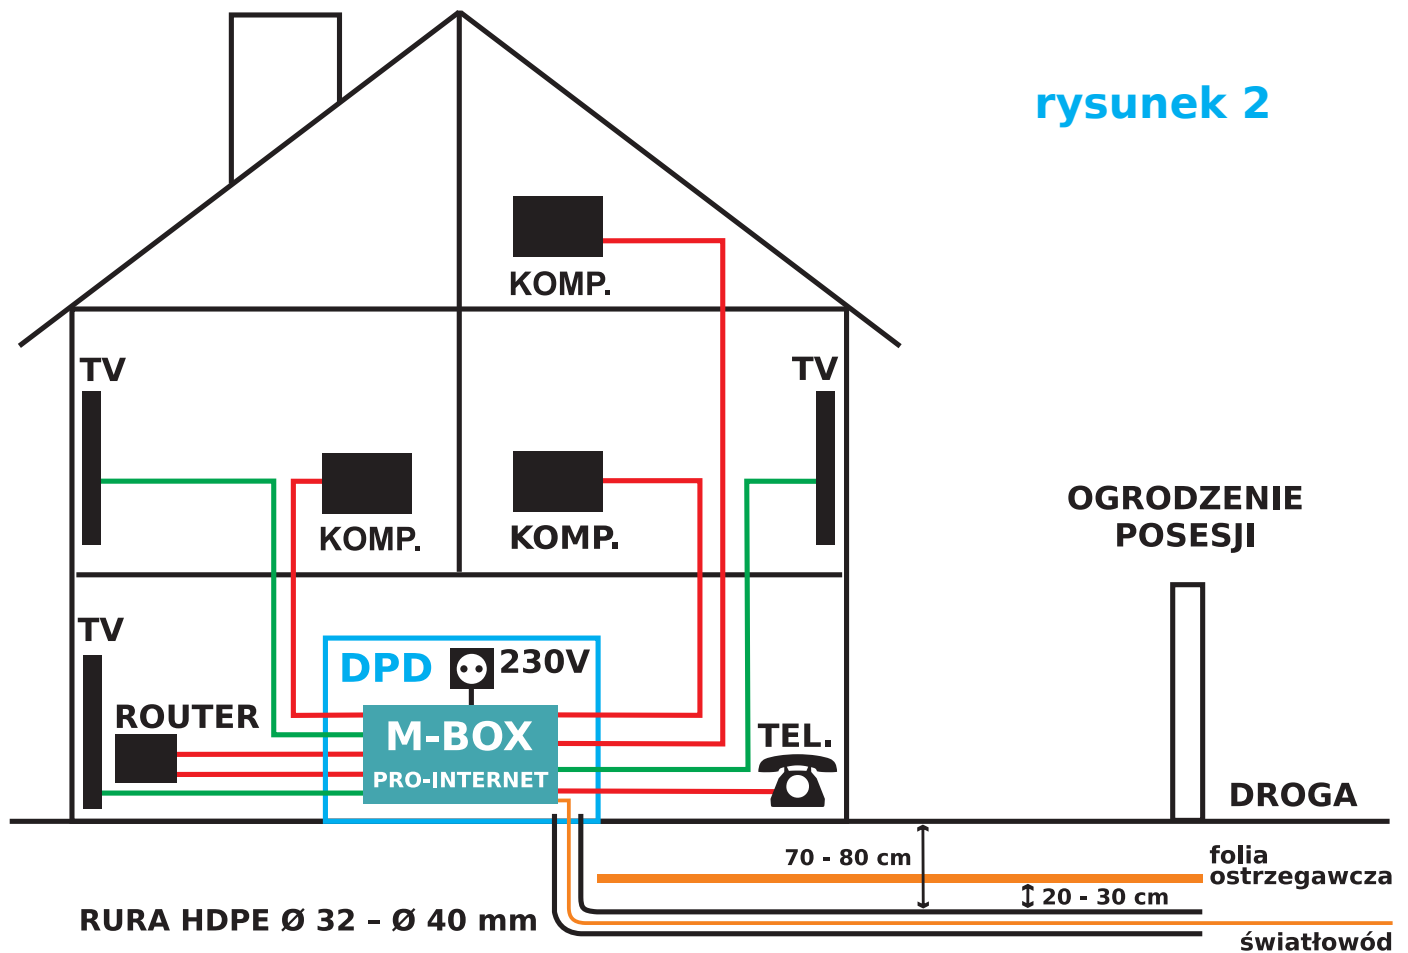 rysunek 2
KOMP.
TV
TV
KOMP.
KOMP.
OGRODZENIE
POSESJI
TV
DPD
230V
ROUTER
M-BOX
PRO-INTERNET
TEL.
DROGA
70 - 80 cm
folia
ostrzegawcza
20 - 30 cm
RURA HDPE Ø 32 – Ø 40 mm
światłowód